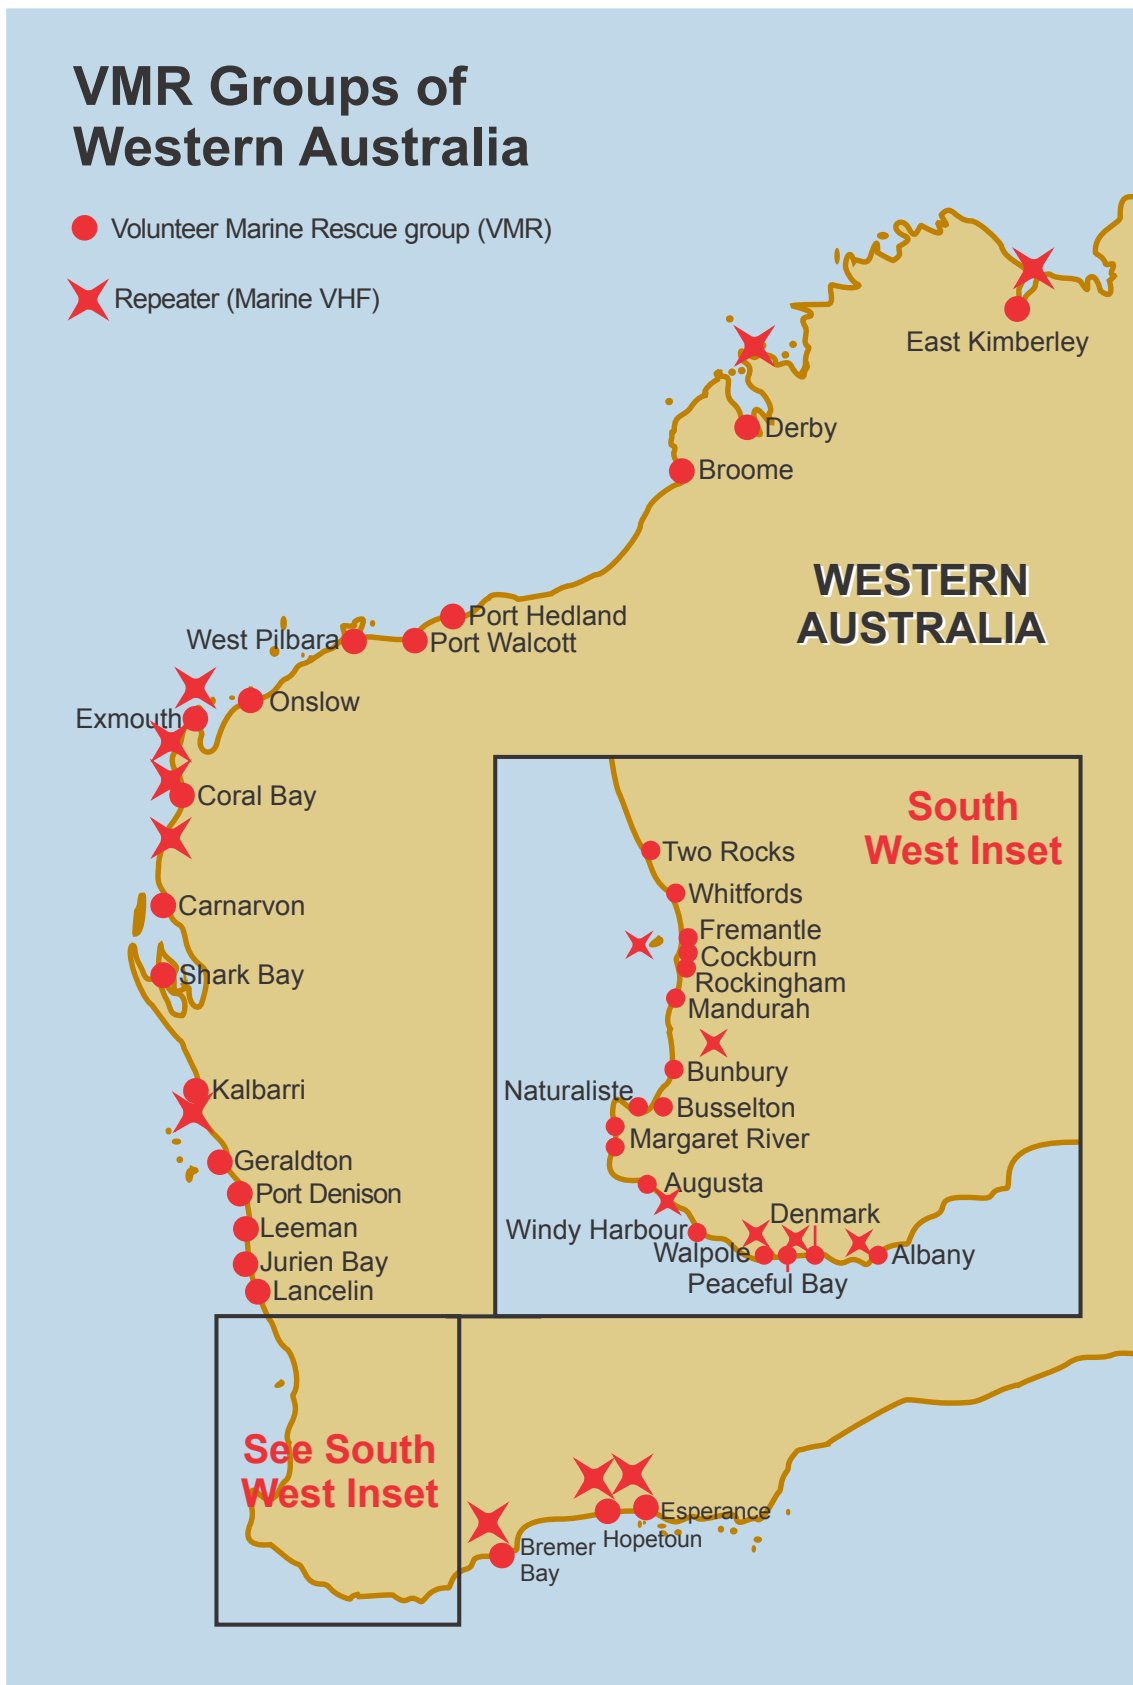 VMR Groups of
Western Australia
Volunteer Marine Rescue group (VMR)
Repeater (Marine VHF)
East Kimberley
Derby
Broome
WESTERN
AUSTRALIA
Port Hedland
West Pilbara
Port Walcott
Onslow
Exmouth
Coral Bay
South
West Inset
Two Rocks
Whitfords
Carnarvon
Fremantle
Cockburn
Shark Bay
Rockingham
Mandurah
Bunbury
Kalbarri
Naturaliste
Busselton
Margaret River
Geraldton
Augusta
Port Denison
Denmark
Leeman
Windy Harbour
Walpole
Albany
Jurien Bay
Peaceful Bay
Lancelin
See South
West Inset
Esperance
Hopetoun
Bremer
Bay